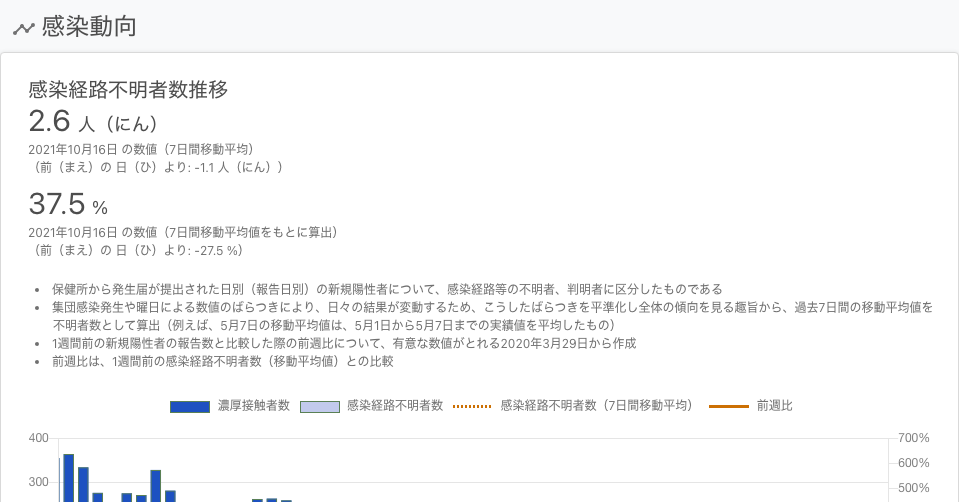 感染動向
感染経路不明者数推移
2.6 人（にん）
2021年10月16日 の数値（7日間移動平均）
（前（まえ）の 日（ひ）より: -1.1 人（にん））
37.5 %
2021年10月16日 の数値（7日間移動平均値をもとに算出）
（前（まえ）の 日（ひ）より: -27.5 %）
• 保健所から発生届が提出された日別（報告日別）の新規陽性者について、感染経路等の不明者、判明者に区分したものである
• 集団感染発生や曜日による数値のばらつきにより、日々の結果が変動するため、こうしたばらつきを平準化し全体の傾向を見る趣旨から、過去7日間の移動平均値を
不明者数として算出（例えば、5月7日の移動平均値は、5月1日から5月7日までの実績値を平均したもの）
• 1週間前の新規陽性者の報告数と比較した際の前週比について、有意な数値がとれる2020年3月29日から作成
• 前週比は、1週間前の感染経路不明者数（移動平均値）との比較
濃厚接触者数 感染経路不明者数 感染経路不明者数（7日間移動平均） 前週比
400 700%
600%
300 500%